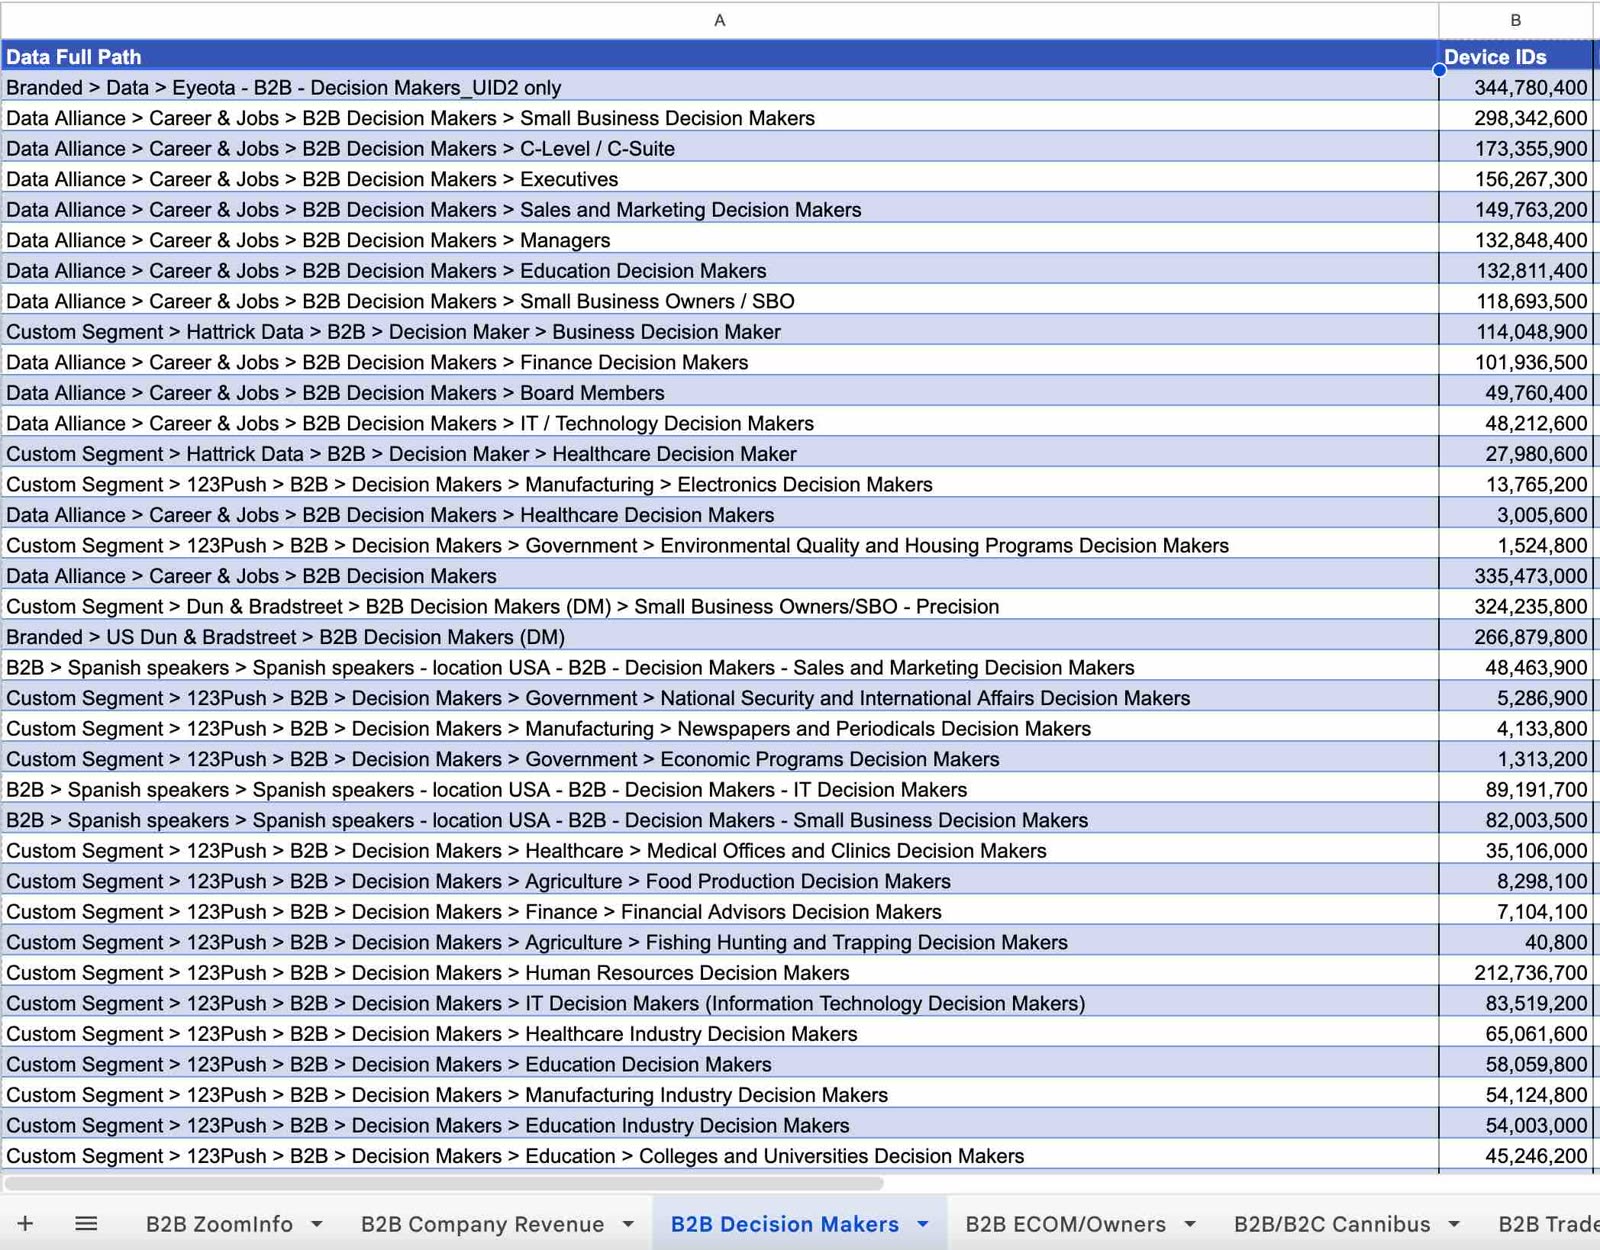 A B
Data Full Path Device IDs
Branded > Data > Eyeota - B2B - Decision Makers_UID2 only 344,780,400
Data Alliance > Career & Jobs > B2B Decision Makers > Small Business Decision Makers 298,342,600
Data Alliance > Career & Jobs > B2B Decision Makers > C-Level / C-Suite 173,355,900
Data Alliance > Career & Jobs > B2B Decision Makers > Executives 156,267,300
Data Alliance > Career & Jobs > B2B Decision Makers > Sales and Marketing Decision Makers 149,763,200
Data Alliance > Career & Jobs > B2B Decision Makers > Managers 132,848,400
Data Alliance > Career & Jobs > B2B Decision Makers > Education Decision Makers 132,811,400
Data Alliance > Career & Jobs > B2B Decision Makers > Small Business Owners / SBO 118,693,500
Custom Segment > Hattrick Data > B2B > Decision Maker > Business Decision Maker 114,048,900
Data Alliance > Career & Jobs > B2B Decision Makers > Finance Decision Makers 101,936,500
Data Alliance > Career & Jobs > B2B Decision Makers > Board Members 49,760,400
Data Alliance > Career & Jobs > B2B Decision Makers > IT / Technology Decision Makers 48,212,600
Custom Segment > Hattrick Data > B2B > Decision Maker > Healthcare Decision Maker 27,980,600
Custom Segment > 123Push > B2B > Decision Makers > Manufacturing > Electronics Decision Makers 13,765,200
Data Alliance > Career & Jobs > B2B Decision Makers > Healthcare Decision Makers 3,005,600
Custom Segment > 123Push > B2B > Decision Makers > Government > Environmental Quality and Housing Programs Decision Makers 1,524,800
Data Alliance > Career & Jobs > B2B Decision Makers 335,473,000
Custom Segment > Dun & Bradstreet > B2B Decision Makers (DM) > Small Business Owners/SBO - Precision 324,235,800
Branded > US Dun & Bradstreet > B2B Decision Makers (DM) 266,879,800
B2B > Spanish speakers > Spanish speakers - location USA - B2B - Decision Makers - Sales and Marketing Decision Makers 48,463,900
Custom Segment > 123Push > B2B > Decision Makers > Government > National Security and International Affairs Decision Makers 5,286,900
Custom Segment > 123Push > B2B > Decision Makers > Manufacturing > Newspapers and Periodicals Decision Makers 4,133,800
Custom Segment > 123Push > B2B > Decision Makers > Government > Economic Programs Decision Makers 1,313,200
B2B > Spanish speakers > Spanish speakers - location USA - B2B - Decision Makers - IT Decision Makers 89,191,700
B2B > Spanish speakers > Spanish speakers - location USA - B2B - Decision Makers - Small Business Decision Makers 82,003,500
Custom Segment > 123Push > B2B > Decision Makers > Healthcare > Medical Offices and Clinics Decision Makers 35,106,000
Custom Segment > 123Push > B2B > Decision Makers > Agriculture > Food Production Decision Makers 8,298,100
Custom Segment > 123Push > B2B > Decision Makers > Finance > Financial Advisors Decision Makers 7,104,100
Custom Segment > 123Push > B2B > Decision Makers > Agriculture > Fishing Hunting and Trapping Decision Makers 40,800
Custom Segment > 123Push > B2B > Decision Makers > Human Resources Decision Makers 212,736,700
Custom Segment > 123Push > B2B > Decision Makers > IT Decision Makers (Information Technology Decision Makers) 83,519,200
Custom Segment > 123Push > B2B > Decision Makers > Healthcare Industry Decision Makers 65,061,600
Custom Segment > 123Push > B2B > Decision Makers > Education Decision Makers 58,059,800
Custom Segment > 123Push > B2B > Decision Makers > Manufacturing Industry Decision Makers 54,124,800
Custom Segment > 123Push > B2B > Decision Makers > Education Industry Decision Makers 54,003,000
Custom Segment > 123Push > B2B > Decision Makers > Education > Colleges and Universities Decision Makers 45,246,200
B2B ZoomInfo B2B Company Revenue B2B Decision Makers B2B ECOM/Owners B2B/B2C Cannibus B2B Trade